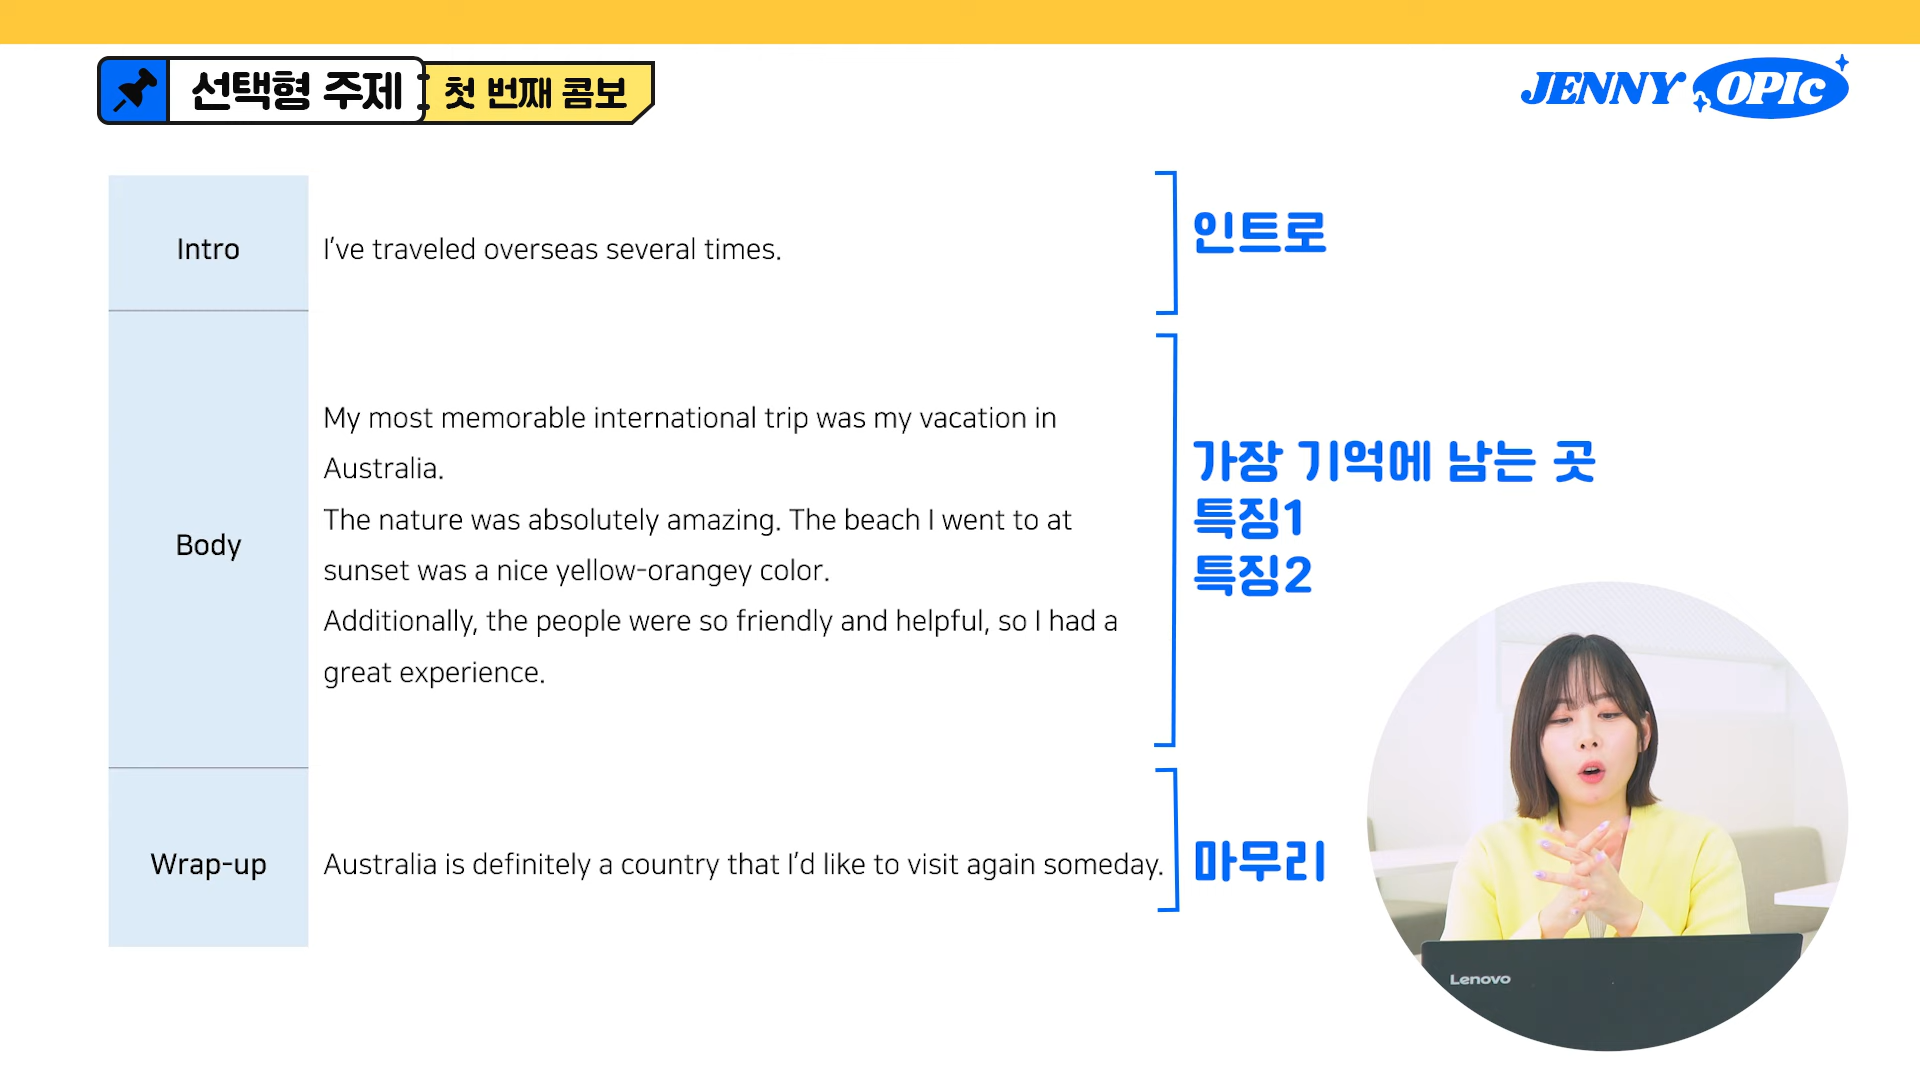 선택형 주제 : 첫 번째 콤보
JENNY OPIc
Intro
I've traveled overseas several times.
인트로
Body
My most memorable international trip was my vacation in
Australia.
The nature was absolutely amazing. The beach I went to at
sunset was a nice yellow-orangey color.
Additionally, the people were so friendly and helpful, so I had a
great experience.
가장 기억에 남는 곳
특징1
특징2
Wrap-up
Australia is definitely a country that I'd like to visit again someday.
마무리
Lenovo